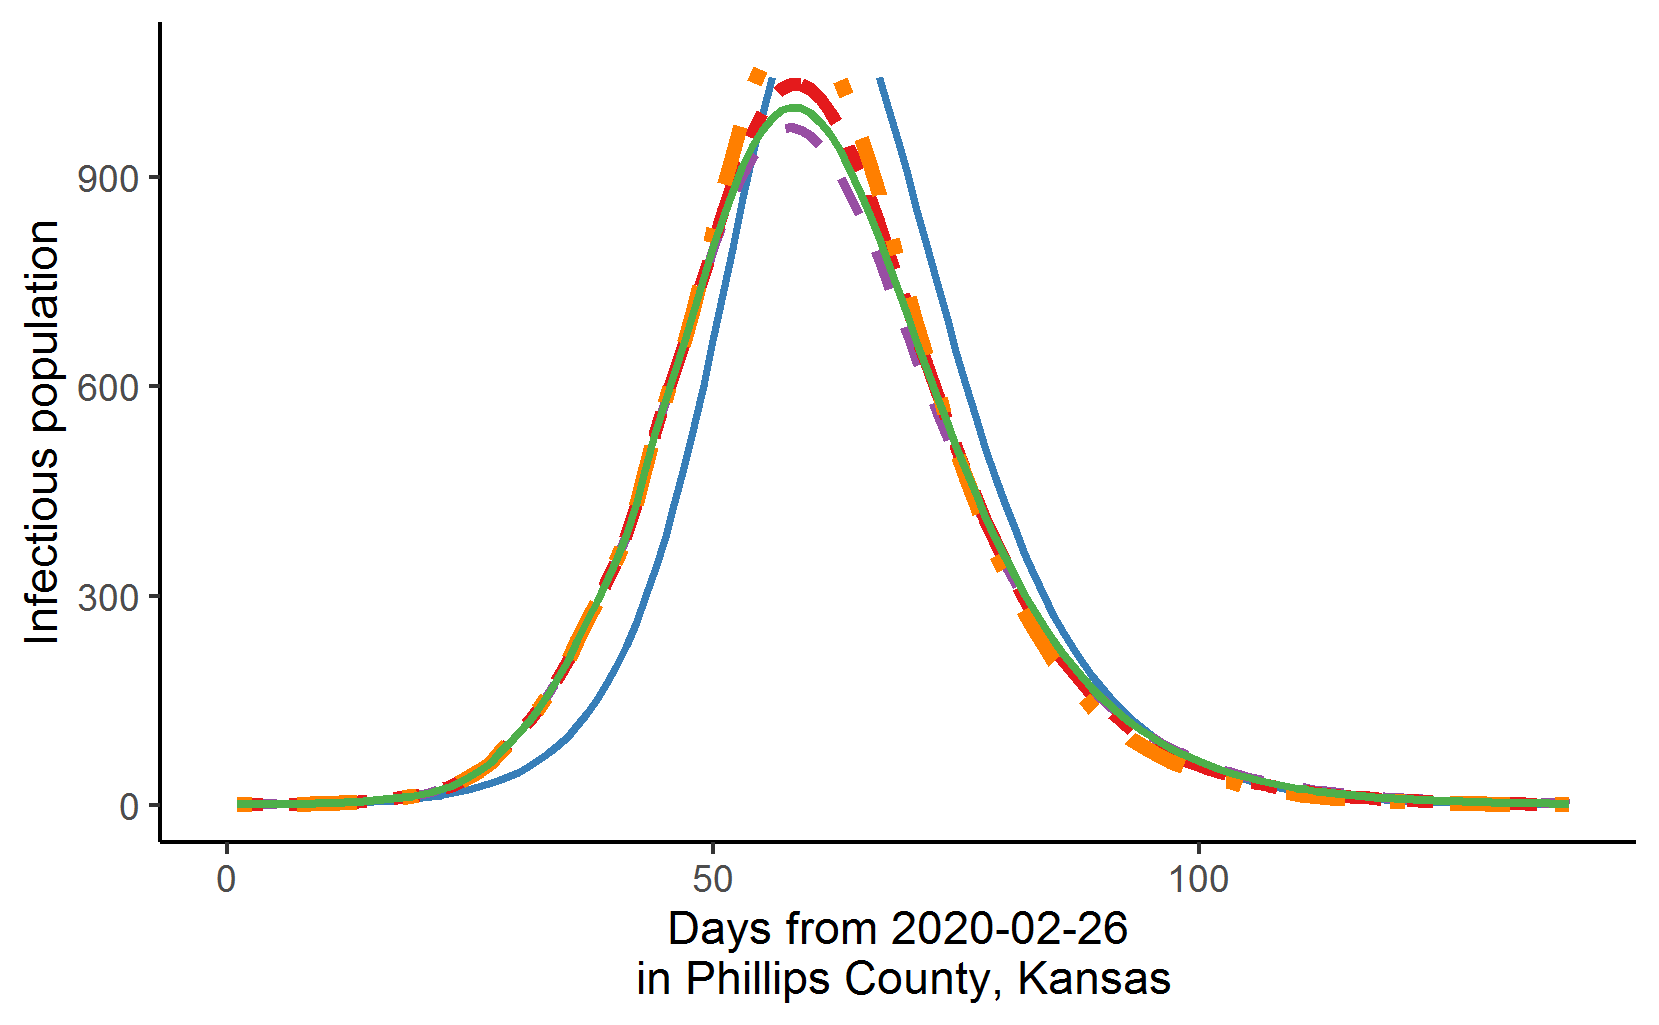 Infectious population
900
600
300
0
0 50 100
Days from 2020-02-26
in Phillips County, Kansas